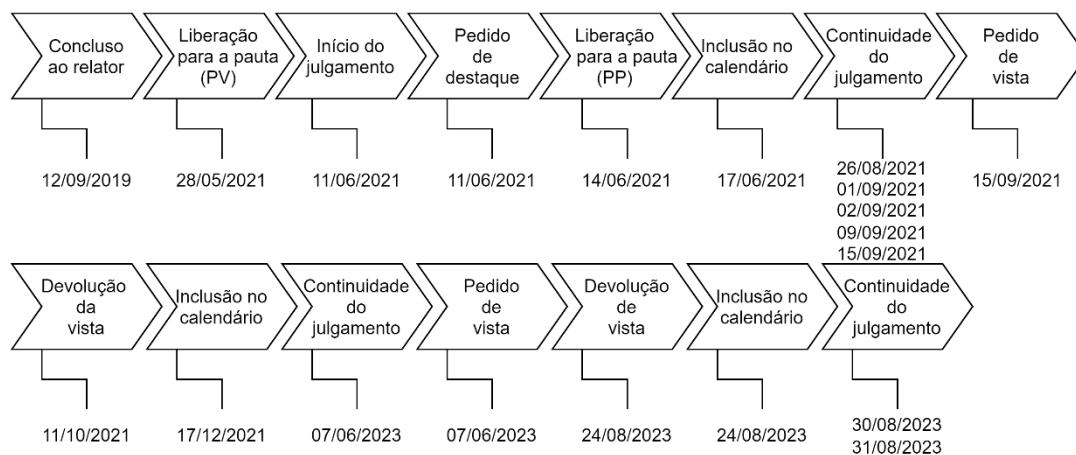 Concluso
ao relator
Liberação
para a pauta
(PV)
Início do
julgamento
Pedido
de
destaque
Liberação
para a pauta
(PP)
Inclusão no
calendário
Continuidade
do
julgamento
Pedido
de
vista
12/09/2019
28/05/2021
11/06/2021
11/06/2021
14/06/2021
17/06/2021
26/08/2021
01/09/2021
02/09/2021
09/09/2021
15/09/2021
15/09/2021
Devolução
da
vista
Inclusão no
calendário
Continuidade
do
julgamento
Pedido
de
vista
Devolução
de
vista
Inclusão no
calendário
Continuidade
do
julgamento
11/10/2021
17/12/2021
07/06/2023
07/06/2023
24/08/2023
24/08/2023
30/08/2023
31/08/2023